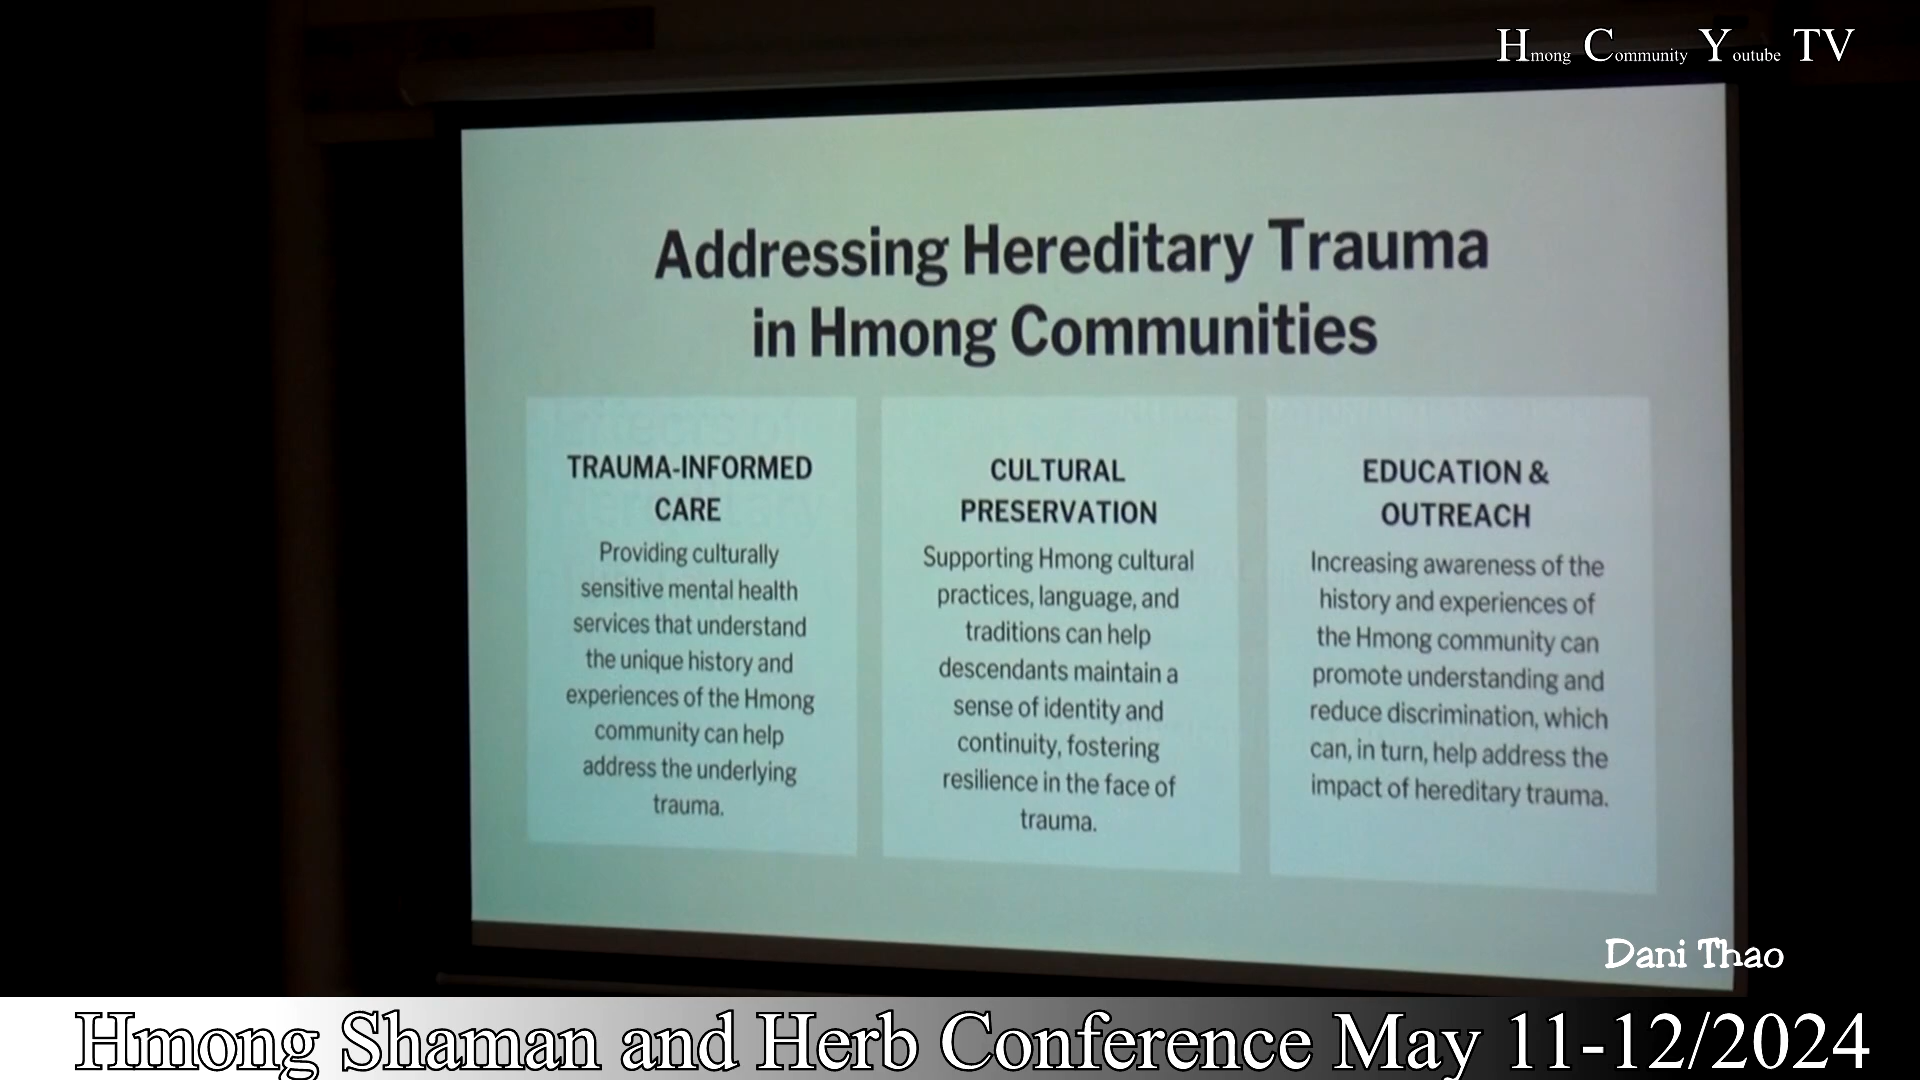 Hmong Community Youtube TV
Addressing Hereditary Trauma
in Hmong Communities
TRAUMA-INFORMED
CARE
Providing culturally
sensitive mental health
services that understand
the unique history and
experiences of the Hmong
community can help
address the underlying
trauma.
CULTURAL
PRESERVATION
Supporting Hmong cultural
practices, language, and
traditions can help
descendants maintain a
sense of identity and
continuity, fostering
resilience in the face of
trauma.
EDUCATION &
OUTREACH
Increasing awareness of the
history and experiences of
the Hmong community can
promote understanding and
reduce discrimination, which
can, in turn, help address the
impact of hereditary trauma.
Dani Thao
Hmong Shaman and Herb Conference May 11-12/2024